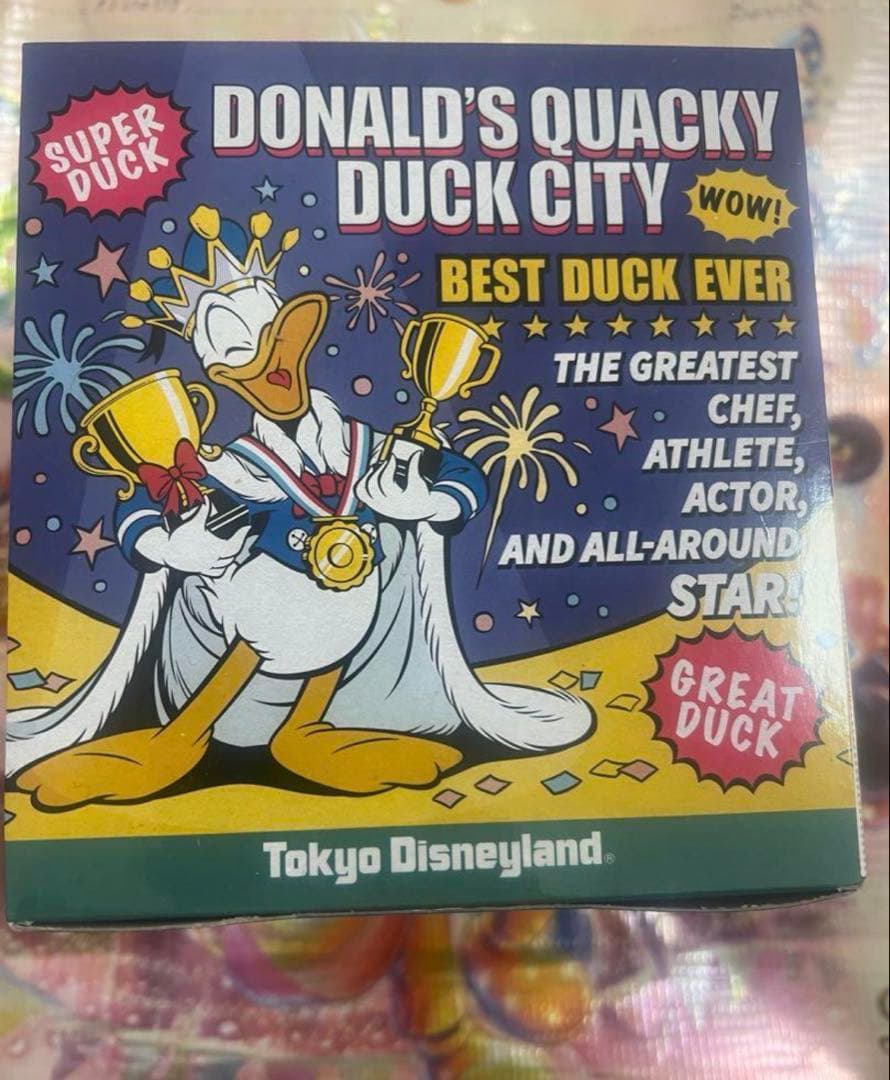 SUPER
DUCK
DONALD'S QUACKY
DUCK CITY
WOW!
BEST DUCK EVER
THE GREATEST
CHEF,
ATHLETE,
ACTOR,
AND ALL-AROUND
STAR!
GREAT
DUCK
Tokyo Disneyland®